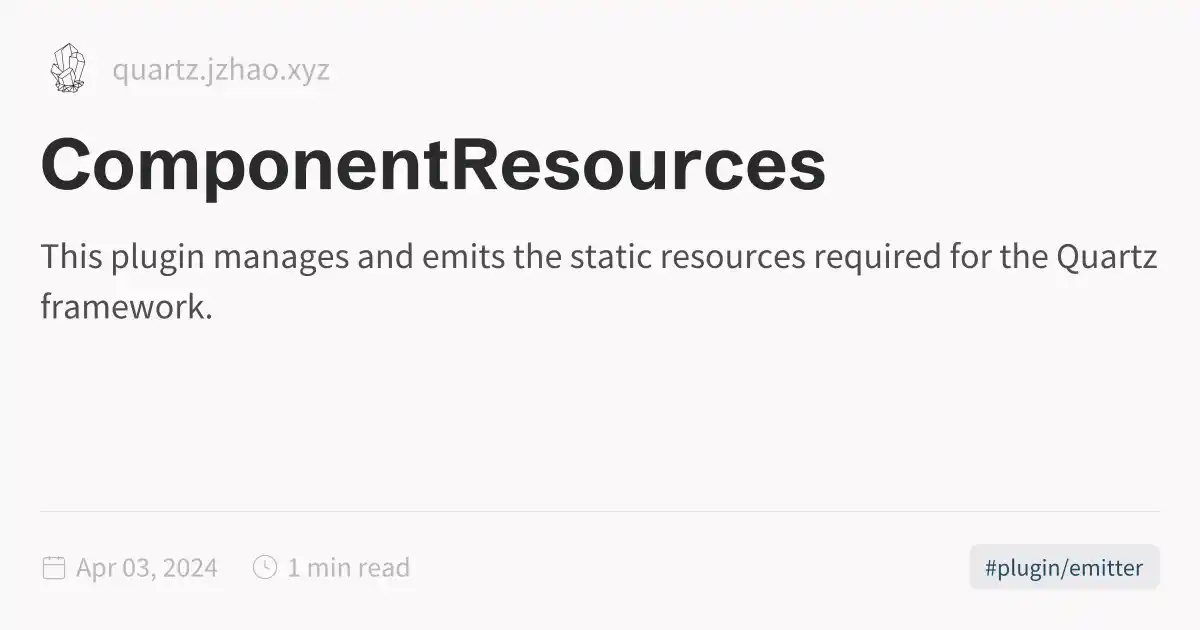 quartz.jzhao.xyz
ComponentResources
This plugin manages and emits the static resources required for the Quartz
framework.
Apr 03, 2024 1 min read #plugin/emitter